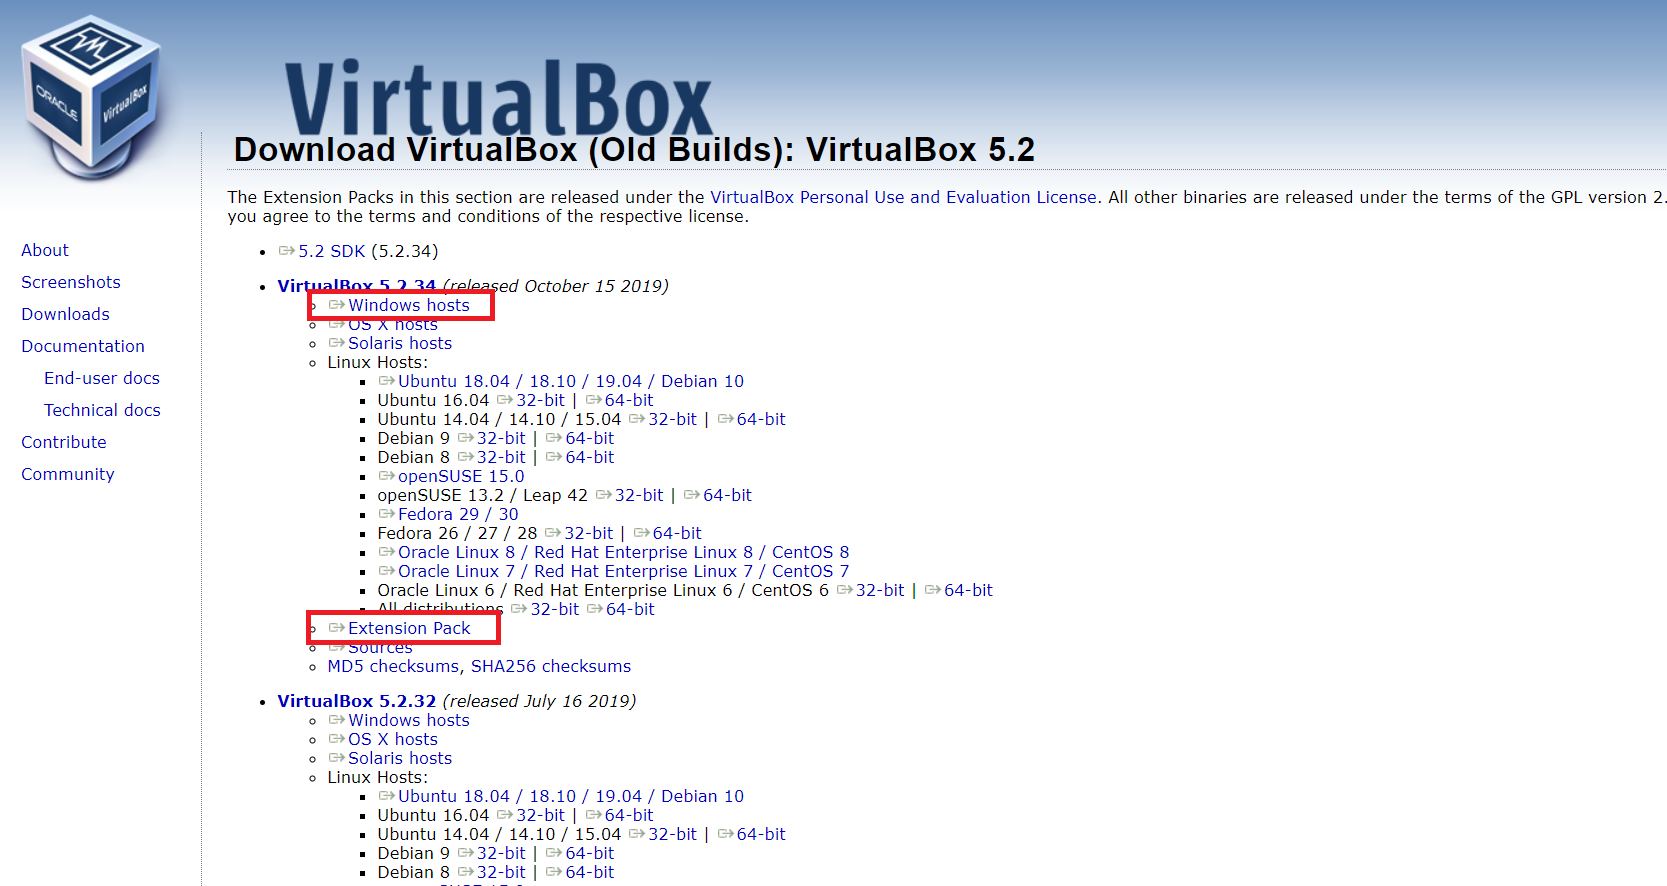 ORACLE
VirtualBox
VirtualBox
Download VirtualBox (Old Builds): VirtualBox 5.2
The Extension Packs in this section are released under the VirtualBox Personal Use and Evaluation License. All other binaries are released under the terms of the GPL version 2.
you agree to the terms and conditions of the respective license.
About
Screenshots
Downloads
Documentation
End-user docs
Technical docs
Contribute
Community
5.2 SDK (5.2.34)
VirtualBox 5.2.34 (released October 15 2019)
Windows hosts
OS X hosts
Solaris hosts
Linux Hosts:
Ubuntu 18.04 / 18.10 / 19.04 / Debian 10
Ubuntu 16.04 32-bit | 64-bit
Ubuntu 14.04 / 14.10 / 15.04 32-bit | 64-bit
Debian 9 32-bit | 64-bit
Debian 8 32-bit | 64-bit
openSUSE 15.0
openSUSE 13.2 / Leap 42 32-bit | 64-bit
Fedora 29 / 30
Fedora 26 / 27 / 28 32-bit | 64-bit
Oracle Linux 8 / Red Hat Enterprise Linux 8 / CentOS 8
Oracle Linux 7 / Red Hat Enterprise Linux 7 / CentOS 7
Oracle Linux 6 / Red Hat Enterprise Linux 6 / CentOS 6 32-bit | 64-bit
All distributions 32-bit 64-bit
Extension Pack
Sources
MD5 checksums, SHA256 checksums
VirtualBox 5.2.32 (released July 16 2019)
Windows hosts
OS X hosts
Solaris hosts
Linux Hosts:
Ubuntu 18.04 / 18.10 / 19.04 / Debian 10
Ubuntu 16.04 32-bit | 64-bit
Ubuntu 14.04 / 14.10 / 15.04 32-bit | 64-bit
Debian 9 32-bit | 64-bit
Debian 8 32-bit | 64-bit